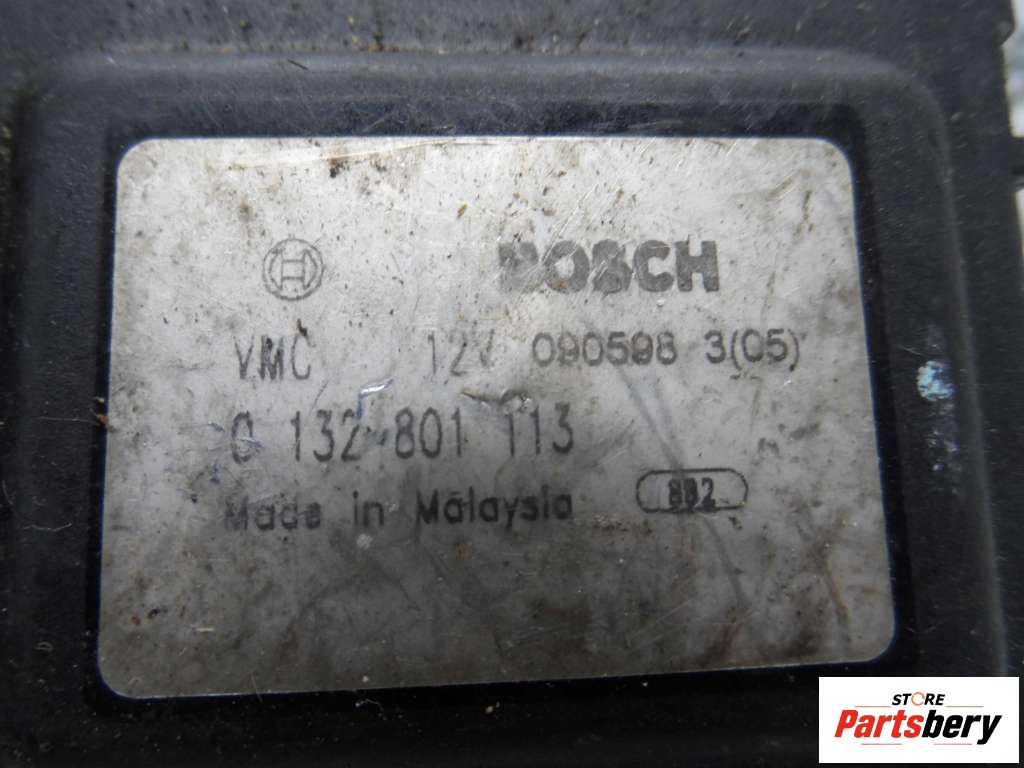 BOSCH
VMC 12V 090598 3(05)
0 132 801 113
Made in Malaysia 882
STORE
Partsbery